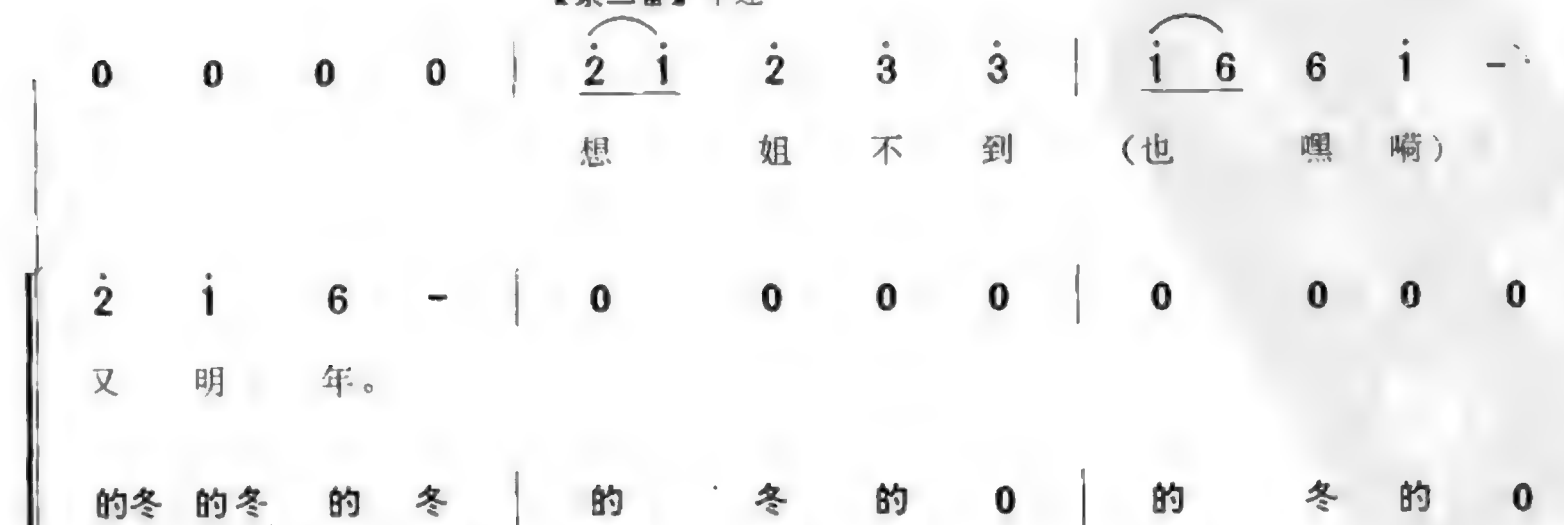 0 0 0 0 | 2̇ 1̇ 2̇ 3̇ 3̇ | 1̇ 6 6 1̇ -
想 姐 不 到 (也 嘿 嗬)
2̇ 1̇ 6 - | 0 0 0 0 | 0 0 0 0
又 明 年。
的冬 的冬 的 冬 | 的 冬 的 0 | 的 冬 的 0